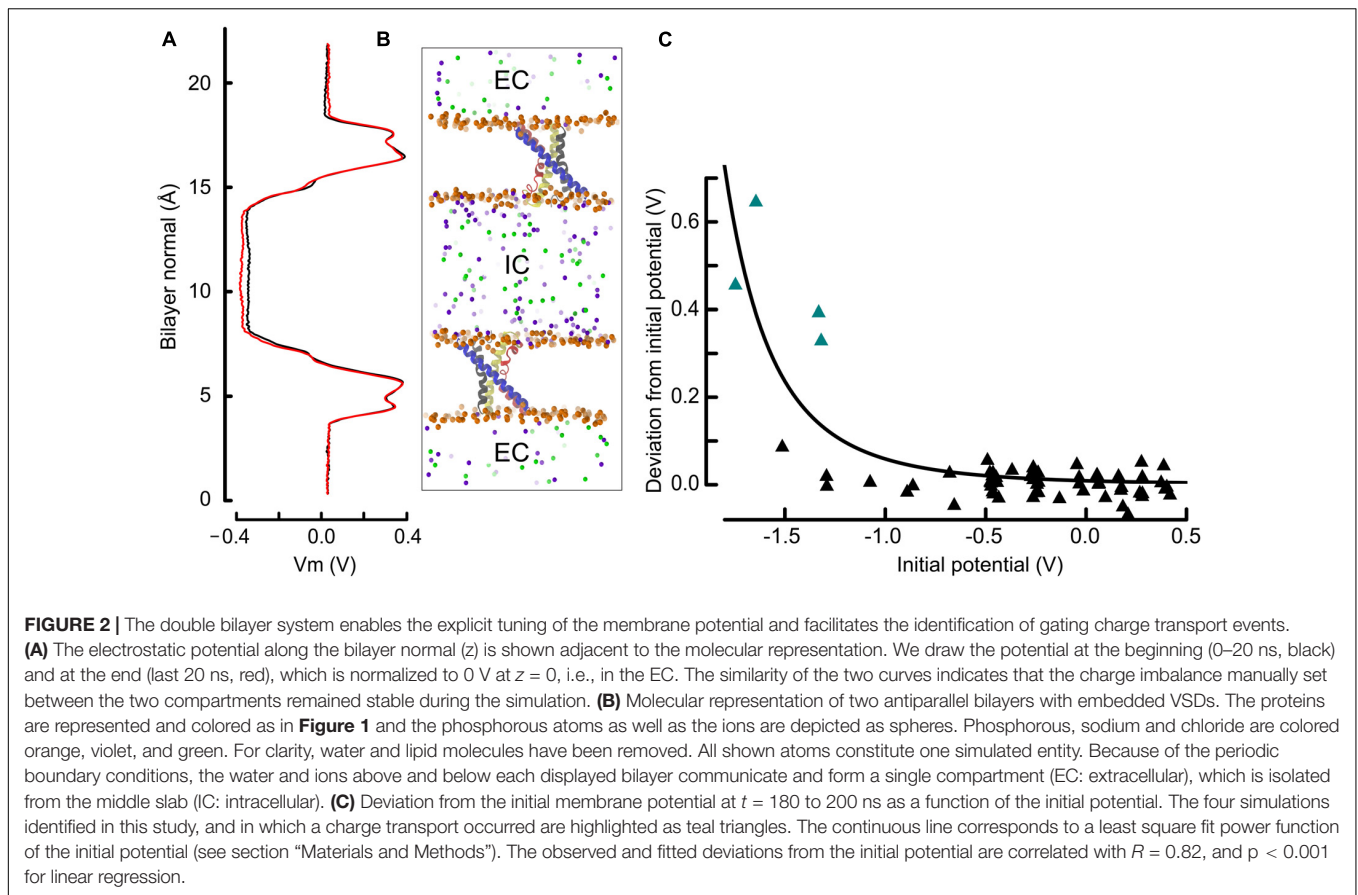 A
B
C
20
15
10
5
0
Bilayer normal (Å)
−0.4
0.0
0.4
Vm (V)
EC
IC
EC
0.6
0.4
0.2
0.0
Deviation from initial potential (V)
-1.5
-1.0
-0.5
0.0
0.5
Initial potential (V)
FIGURE 2 | The double bilayer system enables the explicit tuning of the membrane potential and facilitates the identification of gating charge transport events.
(A) The electrostatic potential along the bilayer normal (z) is shown adjacent to the molecular representation. We draw the potential at the beginning (0–20 ns, black)
and at the end (last 20 ns, red), which is normalized to 0 V at z = 0, i.e., in the EC. The similarity of the two curves indicates that the charge imbalance manually set
between the two compartments remained stable during the simulation. (B) Molecular representation of two antiparallel bilayers with embedded VSDs. The proteins
are represented and colored as in Figure 1 and the phosphorous atoms as well as the ions are depicted as spheres. Phosphorous, sodium and chloride are colored
orange, violet, and green. For clarity, water and lipid molecules have been removed. All shown atoms constitute one simulated entity. Because of the periodic
boundary conditions, the water and ions above and below each displayed bilayer communicate and form a single compartment (EC: extracellular), which is isolated
from the middle slab (IC: intracellular). (C) Deviation from the initial membrane potential at t = 180 to 200 ns as a function of the initial potential. The four simulations
identified in this study, and in which a charge transport occurred are highlighted as teal triangles. The continuous line corresponds to a least square fit power function
of the initial potential (see section “Materials and Methods”). The observed and fitted deviations from the initial potential are correlated with R = 0.82, and p < 0.001
for linear regression.